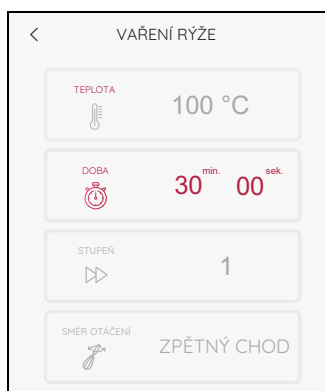 VAŘENÍ RÝŽE
TEPLOTA
100 °C
DOBA
30 min. 00 sek.
STUPEŇ
1
SMĚR OTÁČENÍ
ZPĚTNÝ CHOD